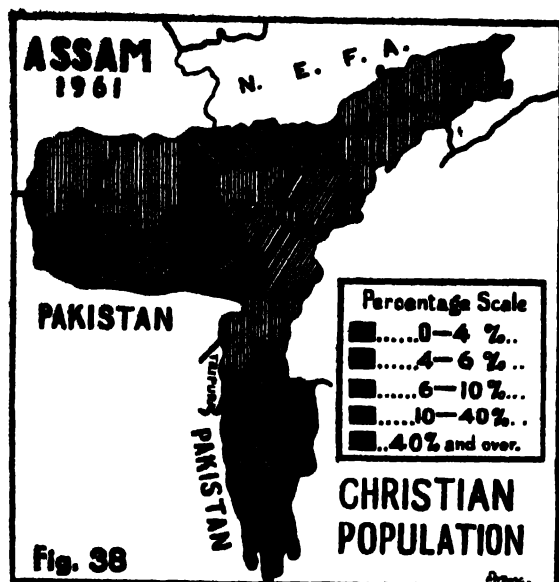 ASSAM
1961
N. E. F. A.
PAKISTAN
TRIPURA
PAKISTAN
Percentage Scale
......0—4 %..
.....4—6 % ..
.....6—10 %...
.....10—40%..
..40% and over.
CHRISTIAN
POPULATION
Fig. 38